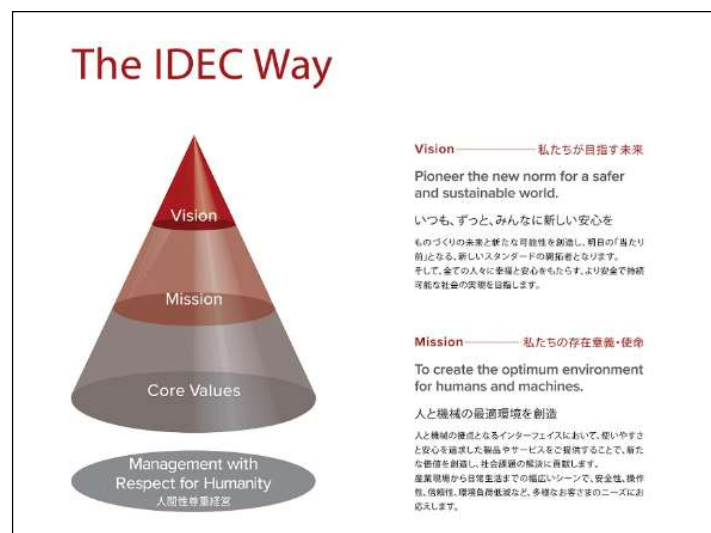 The IDEC Way
Vision
Mission
Core Values
Management with
Respect for Humanity
人間性尊重経営
Vision 私たちが目指す未来
Pioneer the new norm for a safer
and sustainable world.
いつも、ずっと、みんなに新しい安心を
ものづくりの未来と新たな可能性を創造し、明日の「当たり
前」となる、新しいスタンダードの開拓者となります。
そして、全ての人々に幸福と安心をもたらす、より安全で持続
可能な社会の実現を目指します。
Mission 私たちの存在意義・使命
To create the optimum environment
for humans and machines.
人と機械の最適環境を創造
人と機械の接点となるインターフェイスにおいて、使いやすさ
と安心を追求した製品やサービスをご提供することで、新た
な価値を創造し、社会課題の解決に貢献します。
産業現場から日常生活までの幅広いシーンで、安全性、操作
性、信頼性、環境負荷低減など、多様なお客さまのニーズにお
応えします。